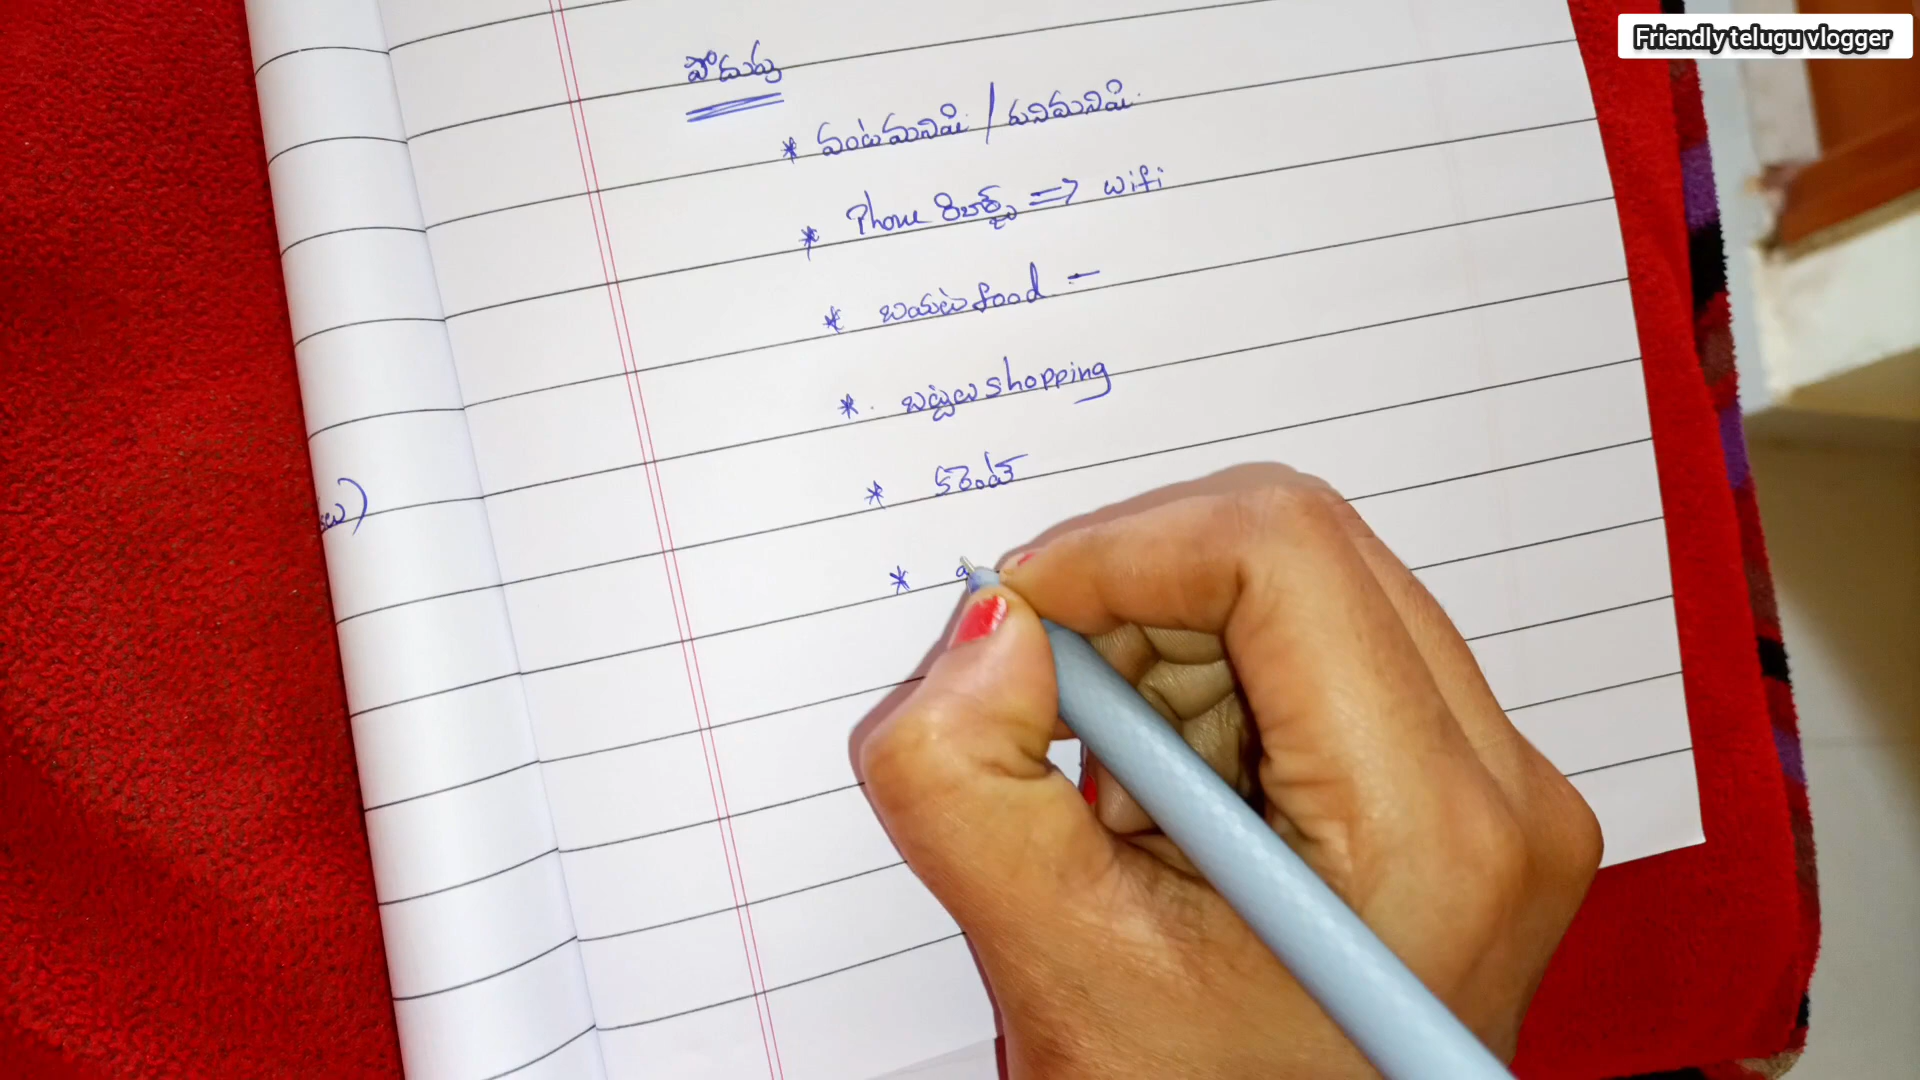 Friendly telugu vlogger
పొదుపు
* వంటమనిషి / పనిమనిషి.
* Phone రీఛార్జ్ => wifi
* బయట food -
* . బట్టలు shopping
* కరెంట్
*